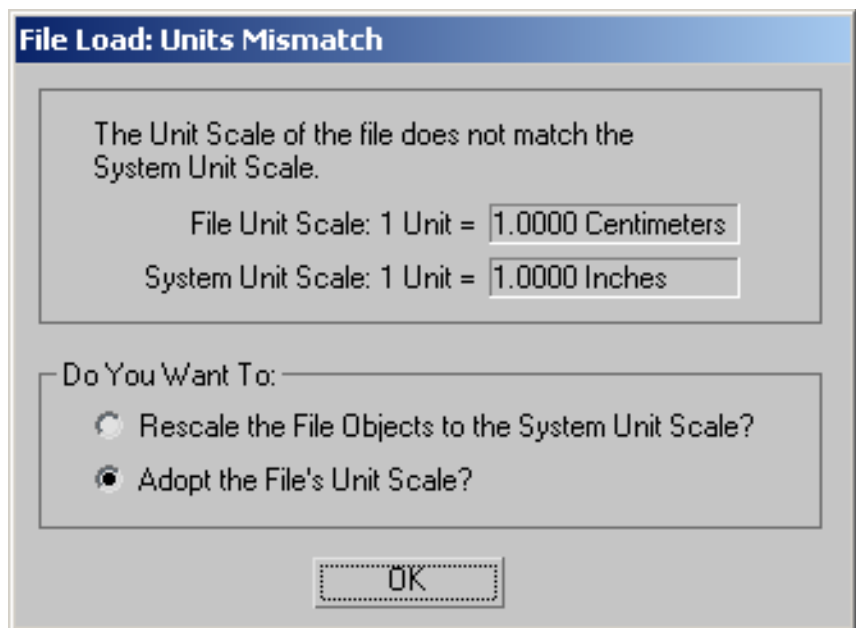 File Load: Units Mismatch
The Unit Scale of the file does not match the
System Unit Scale.
File Unit Scale: 1 Unit = 1.0000 Centimeters
System Unit Scale: 1 Unit = 1.0000 Inches
Do You Want To:
Rescale the File Objects to the System Unit Scale?
Adopt the File's Unit Scale?
OK